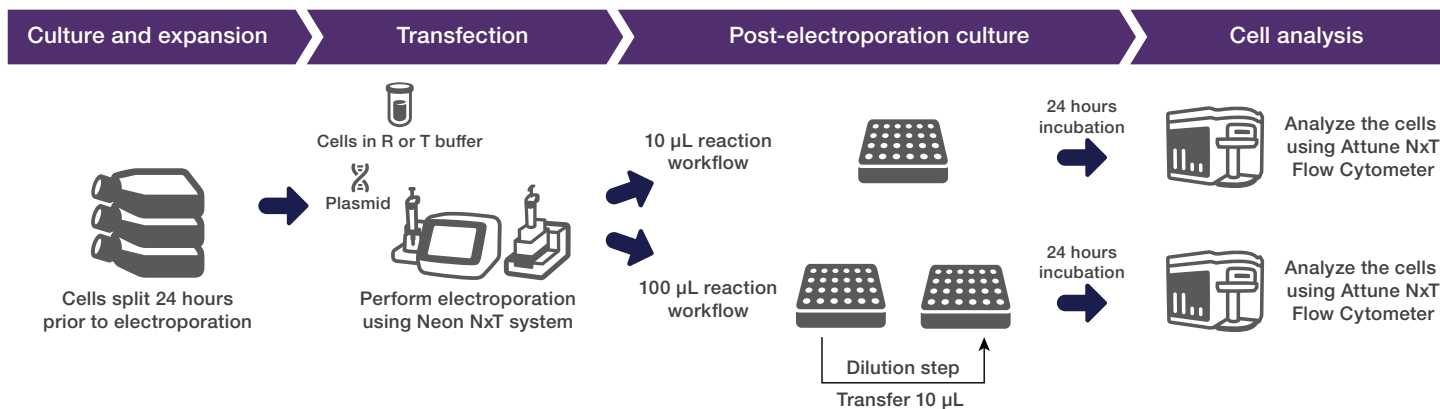 Culture and expansion
Transfection
Post-electroporation culture
Cell analysis
Cells in R or T buffer
Plasmid
Cells split 24 hours
prior to electroporation
Perform electroporation
using Neon NxT system
10 µL reaction
workflow
24 hours
incubation
Analyze the cells
using Attune NxT
Flow Cytometer
100 µL reaction
workflow
Dilution step
Transfer 10 µL
24 hours
incubation
Analyze the cells
using Attune NxT
Flow Cytometer